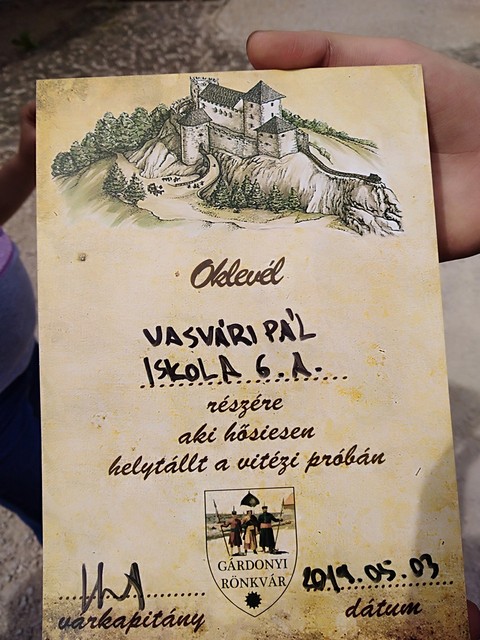 Oklevél
VASVÁRI PÁL
ISKOLA 6. A.
részére
aki hősiesen
helytállt a vitézi próbán
GÁRDONYI
RÖNKVÁR
2019.05.03
várkapitány
dátum